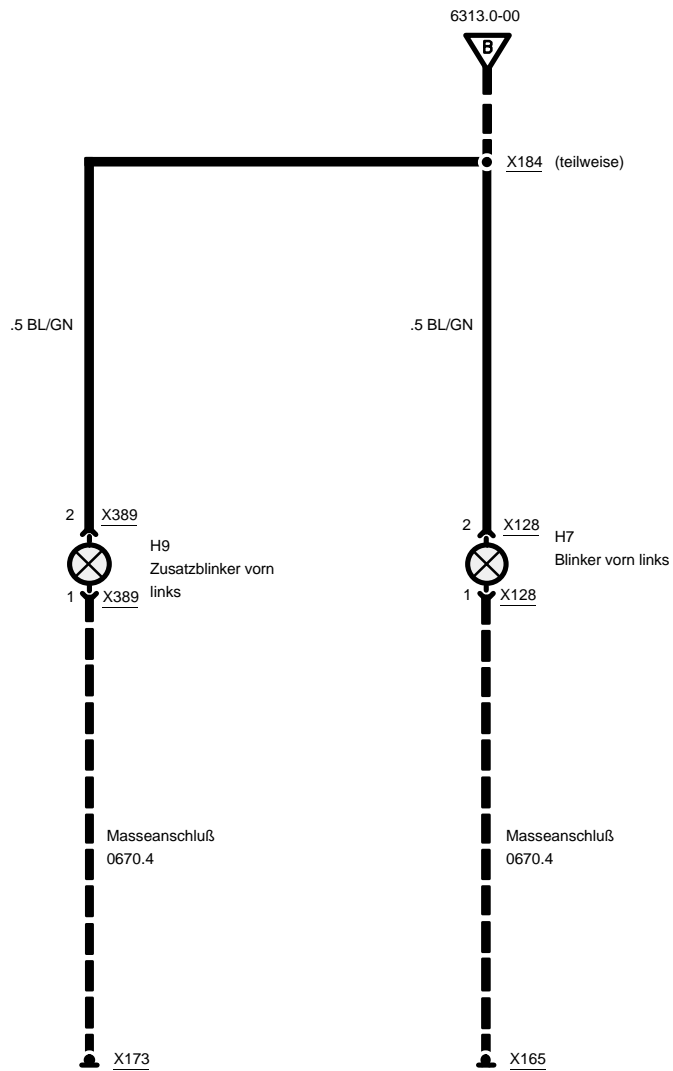 6313.0-00
B
X184 (teilweise)
.5 BL/GN
.5 BL/GN
2 X389
H9
Zusatzblinker vorn
links
1 X389
2 X128
H7
Blinker vorn links
1 X128
Masseanschluß
0670.4
Masseanschluß
0670.4
X173
X165